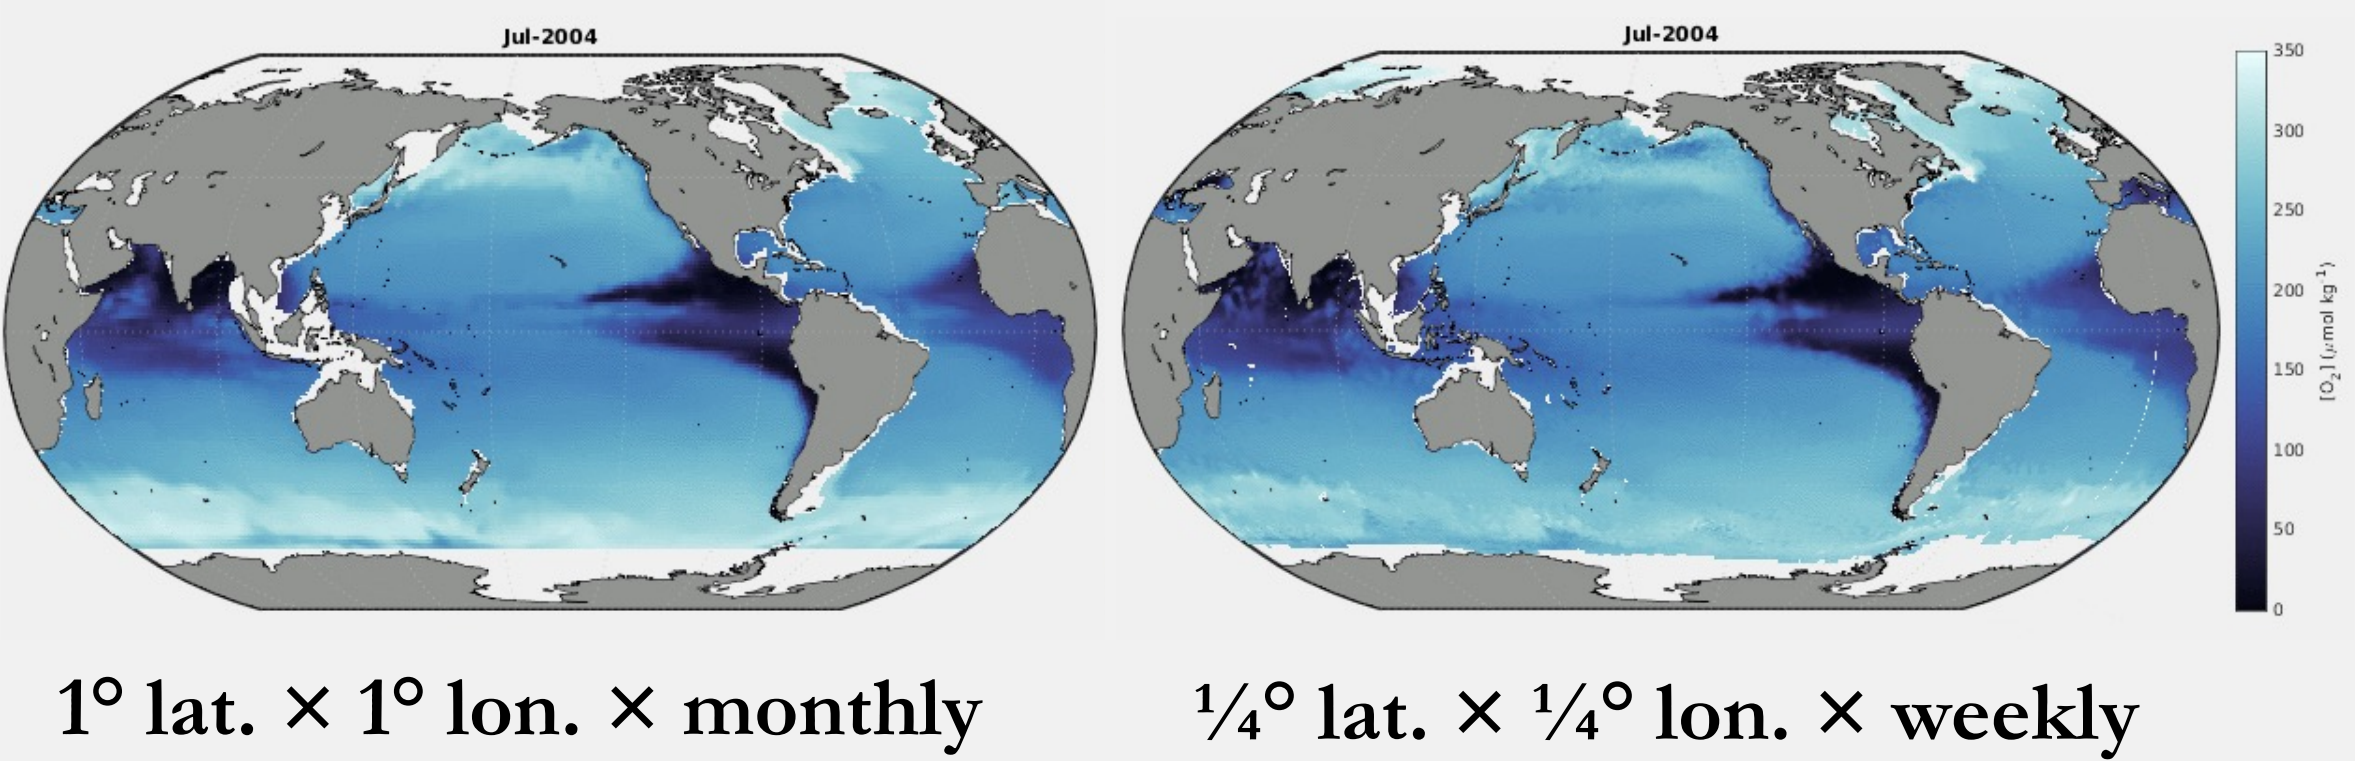 Jul-2004
Jul-2004
350
300
250
200
150
100
50
0
[O₂] (μmol kg⁻¹)
1° lat. × 1° lon. × monthly
¼° lat. × ¼° lon. × weekly